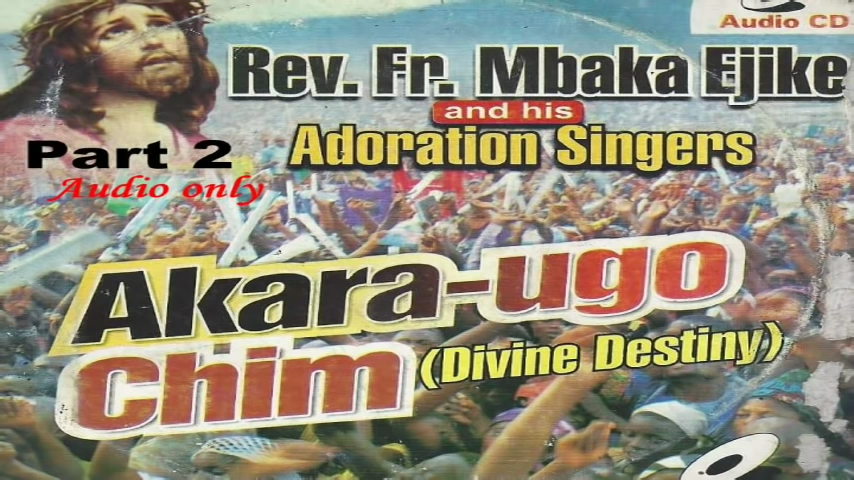 Audio CD
Rev. Fr. Mbaka Ejike
and his
Adoration Singers
Part 2
Audio only
Akara-ugo
Chim (Divine Destiny)